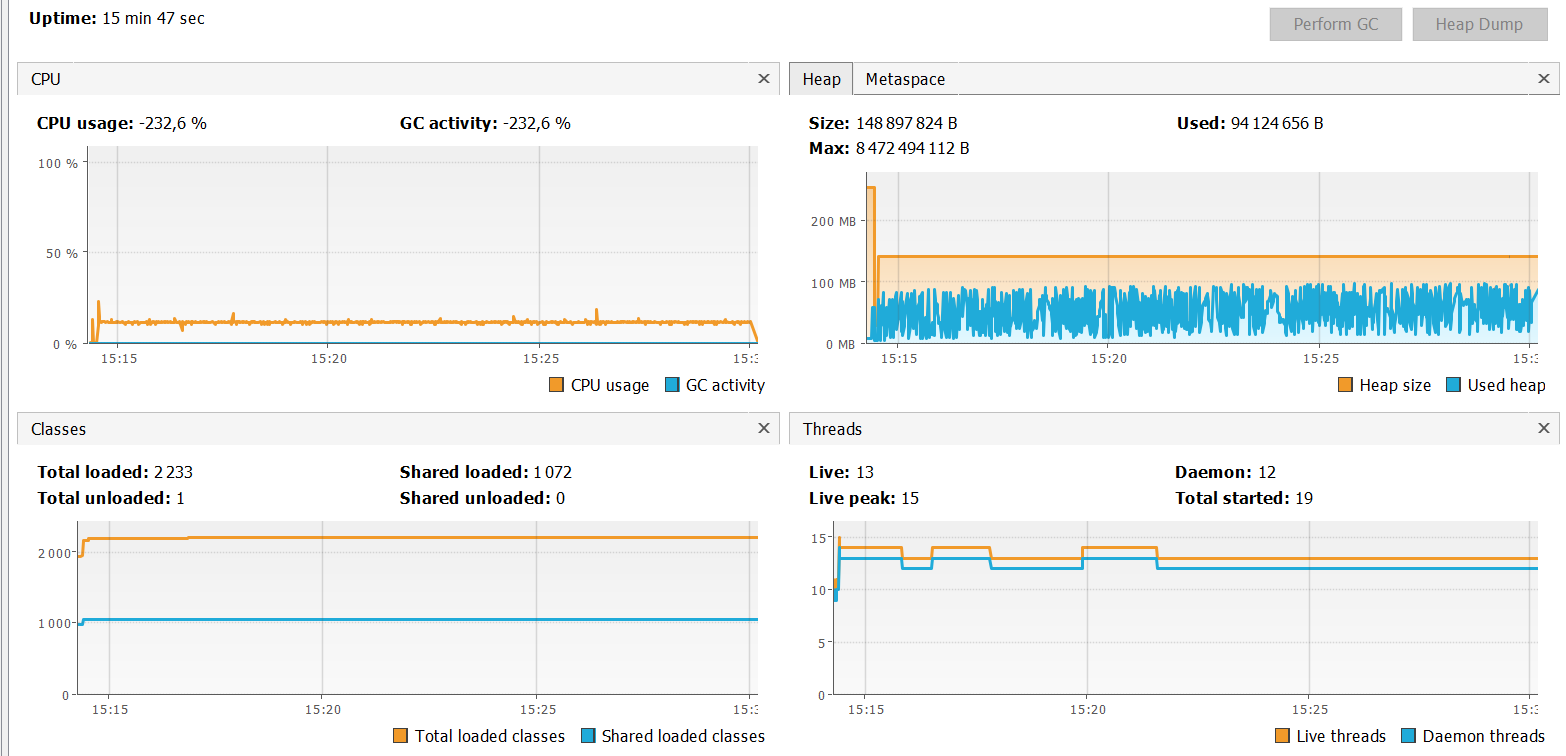 Uptime: 15 min 47 sec
Perform GC
Heap Dump
CPU
CPU usage: -232,6 %
GC activity: -232,6 %
100 %
50 %
0 %
15:15
15:20
15:25
15:3
CPU usage
GC activity
Heap
Metaspace
Size: 148 897 824 B
Used: 94 124 656 B
Max: 8 472 494 112 B
200 MB
100 MB
0 MB
15:15
15:20
15:25
15:3
Heap size
Used heap
Classes
Total loaded: 2 233
Shared loaded: 1 072
Total unloaded: 1
Shared unloaded: 0
2 000
1 000
0
15:15
15:20
15:25
15:3
Total loaded classes
Shared loaded classes
Threads
Live: 13
Daemon: 12
Live peak: 15
Total started: 19
15
10
5
0
15:15
15:20
15:25
15:3
Live threads
Daemon threads